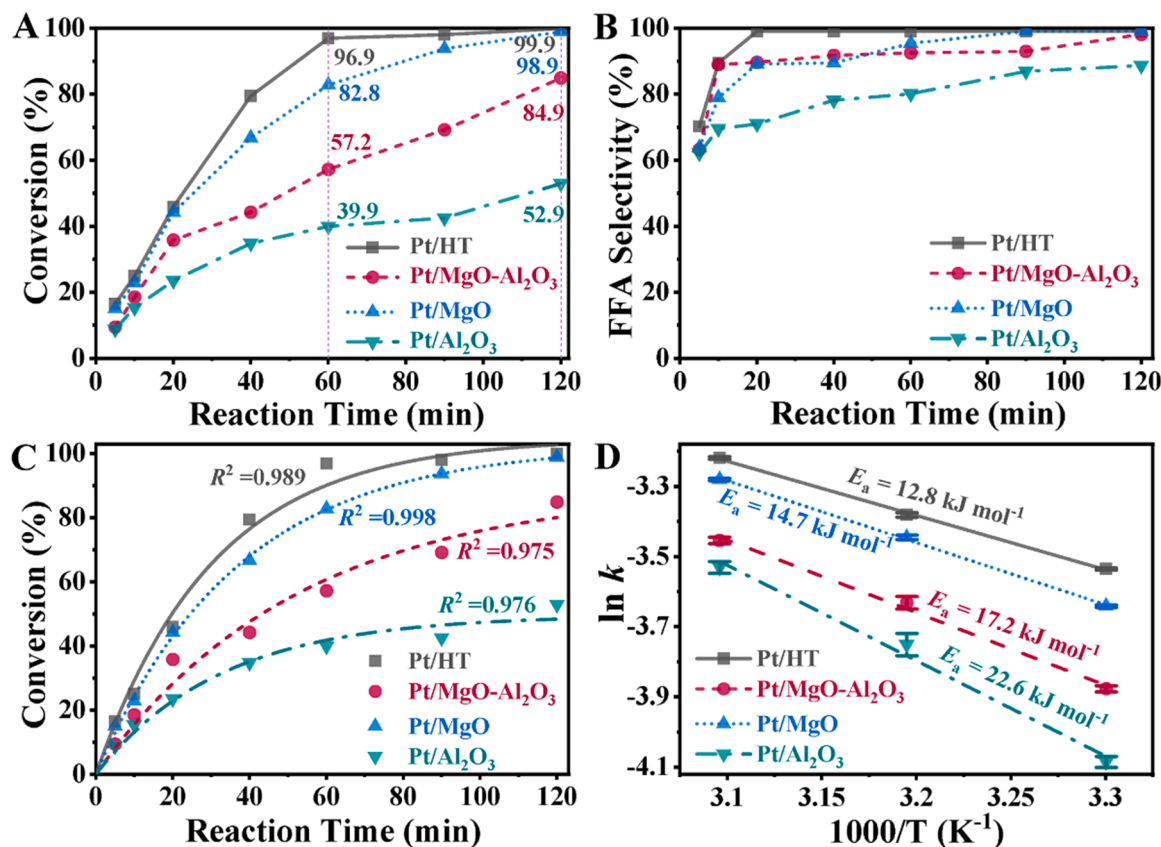 A
Conversion (%)
100
80
60
40
20
0
96.9
82.8
57.2
39.9
99.9
98.9
84.9
52.9
Pt/HT
Pt/MgO-Al₂O₃
Pt/MgO
Pt/Al₂O₃
0 20 40 60 80 100 120
Reaction Time (min)
B
FFA Selectivity (%)
100
80
60
40
20
0
Pt/HT
Pt/MgO-Al₂O₃
Pt/MgO
Pt/Al₂O₃
0 20 40 60 80 100 120
Reaction Time (min)
C
Conversion (%)
100
80
60
40
20
0
R² =0.989
R² =0.998
R² =0.975
R² =0.976
Pt/HT
Pt/MgO-Al₂O₃
Pt/MgO
Pt/Al₂O₃
0 20 40 60 80 100 120
Reaction Time (min)
D
ln k
-3.3
-3.5
-3.7
-3.9
-4.1
Eₐ = 12.8 kJ mol⁻¹
Eₐ = 14.7 kJ mol⁻¹
Eₐ = 17.2 kJ mol⁻¹
Eₐ = 22.6 kJ mol⁻¹
Pt/HT
Pt/MgO-Al₂O₃
Pt/MgO
Pt/Al₂O₃
3.1 3.15 3.2 3.25 3.3
1000/T (K⁻¹)